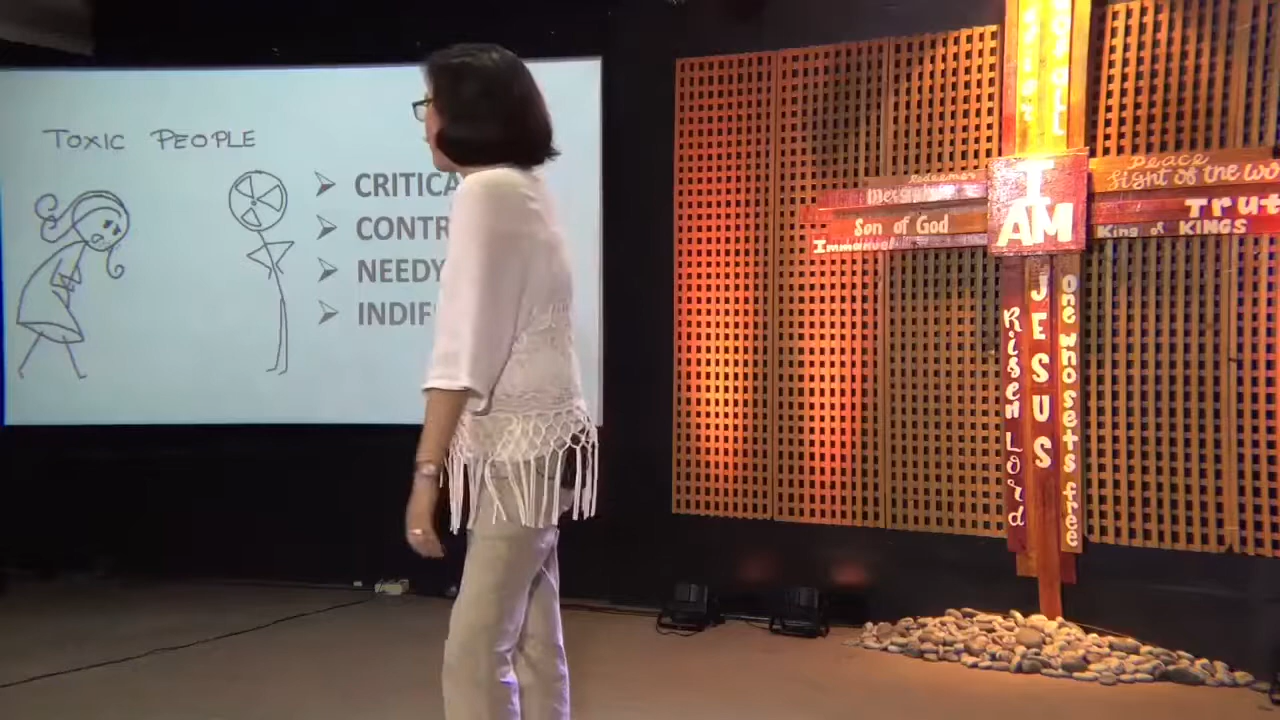 TOXIC PEOPLE
CRITICA
CONTR
NEEDY
INDIF
Redeemer
Messiah
Son of God
Immanuel
I
AM
Peace
Light of the Wo
Trut
King of KINGS
JESUS
Risen Lord
One who sets free